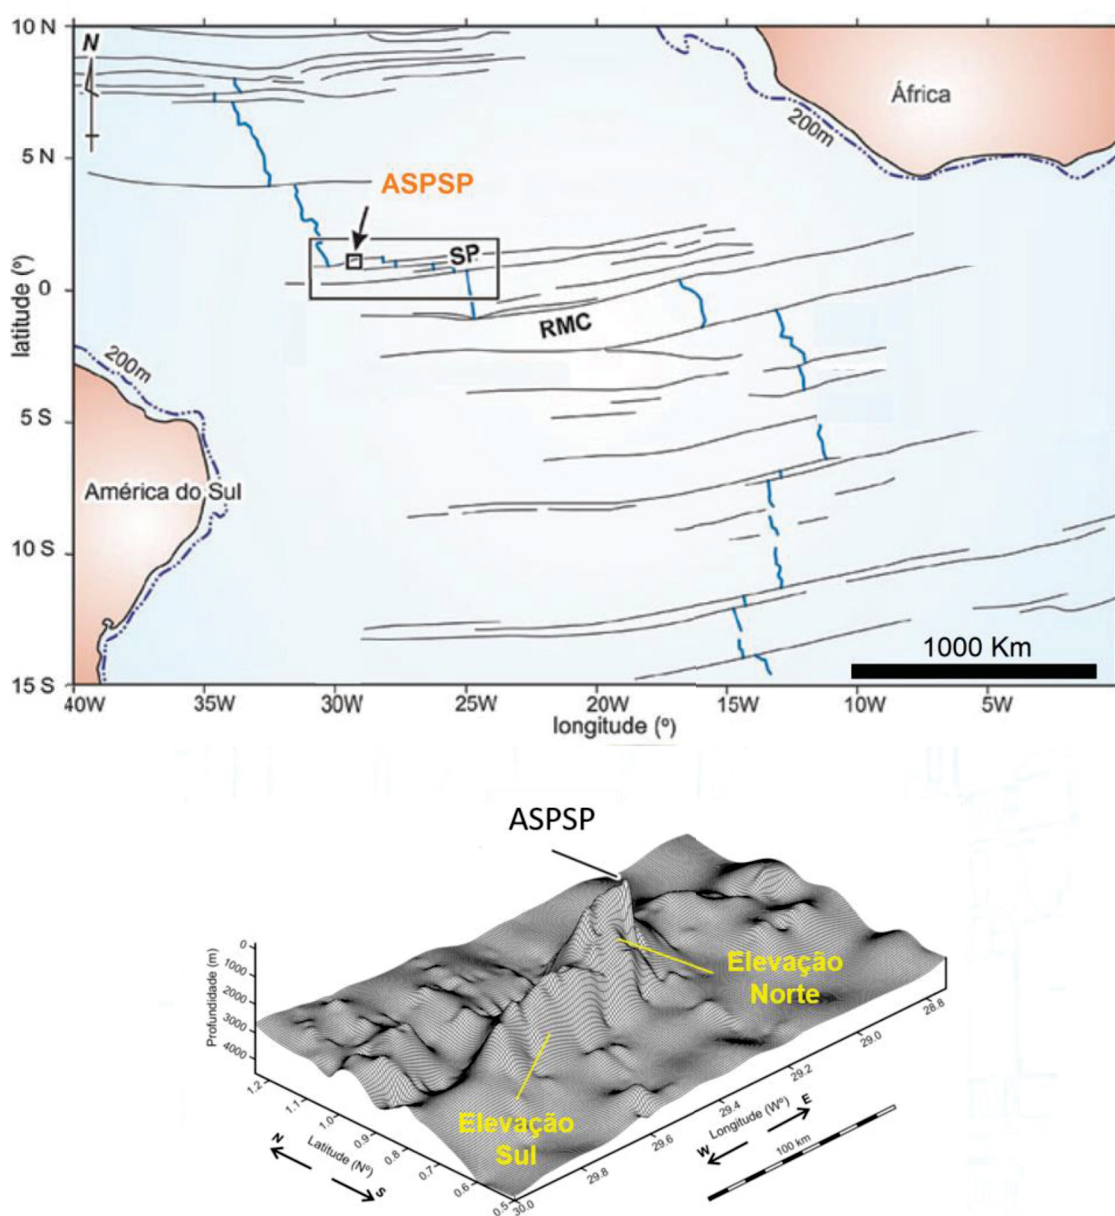 10 N
N
África
200m
5 N
ASPSP
SP
latitude (º)
0
RMC
200m
5 S
América do Sul
10 S
1000 Km
15 S
40W 35W 30W 25W 20W 15W 10W 5W
longitude (º)
ASPSP
Profundidade (m)
0
1000
2000
3000
4000
Elevação
Norte
Elevação
Sul
1.2 1.1 1.0 0.9 0.8 0.7 0.6 0.5
Latitude (Nº)
N
S
30.0 29.8 29.6 29.4 29.2 29.0 28.8
Longitude (Wº)
W
E
100 km